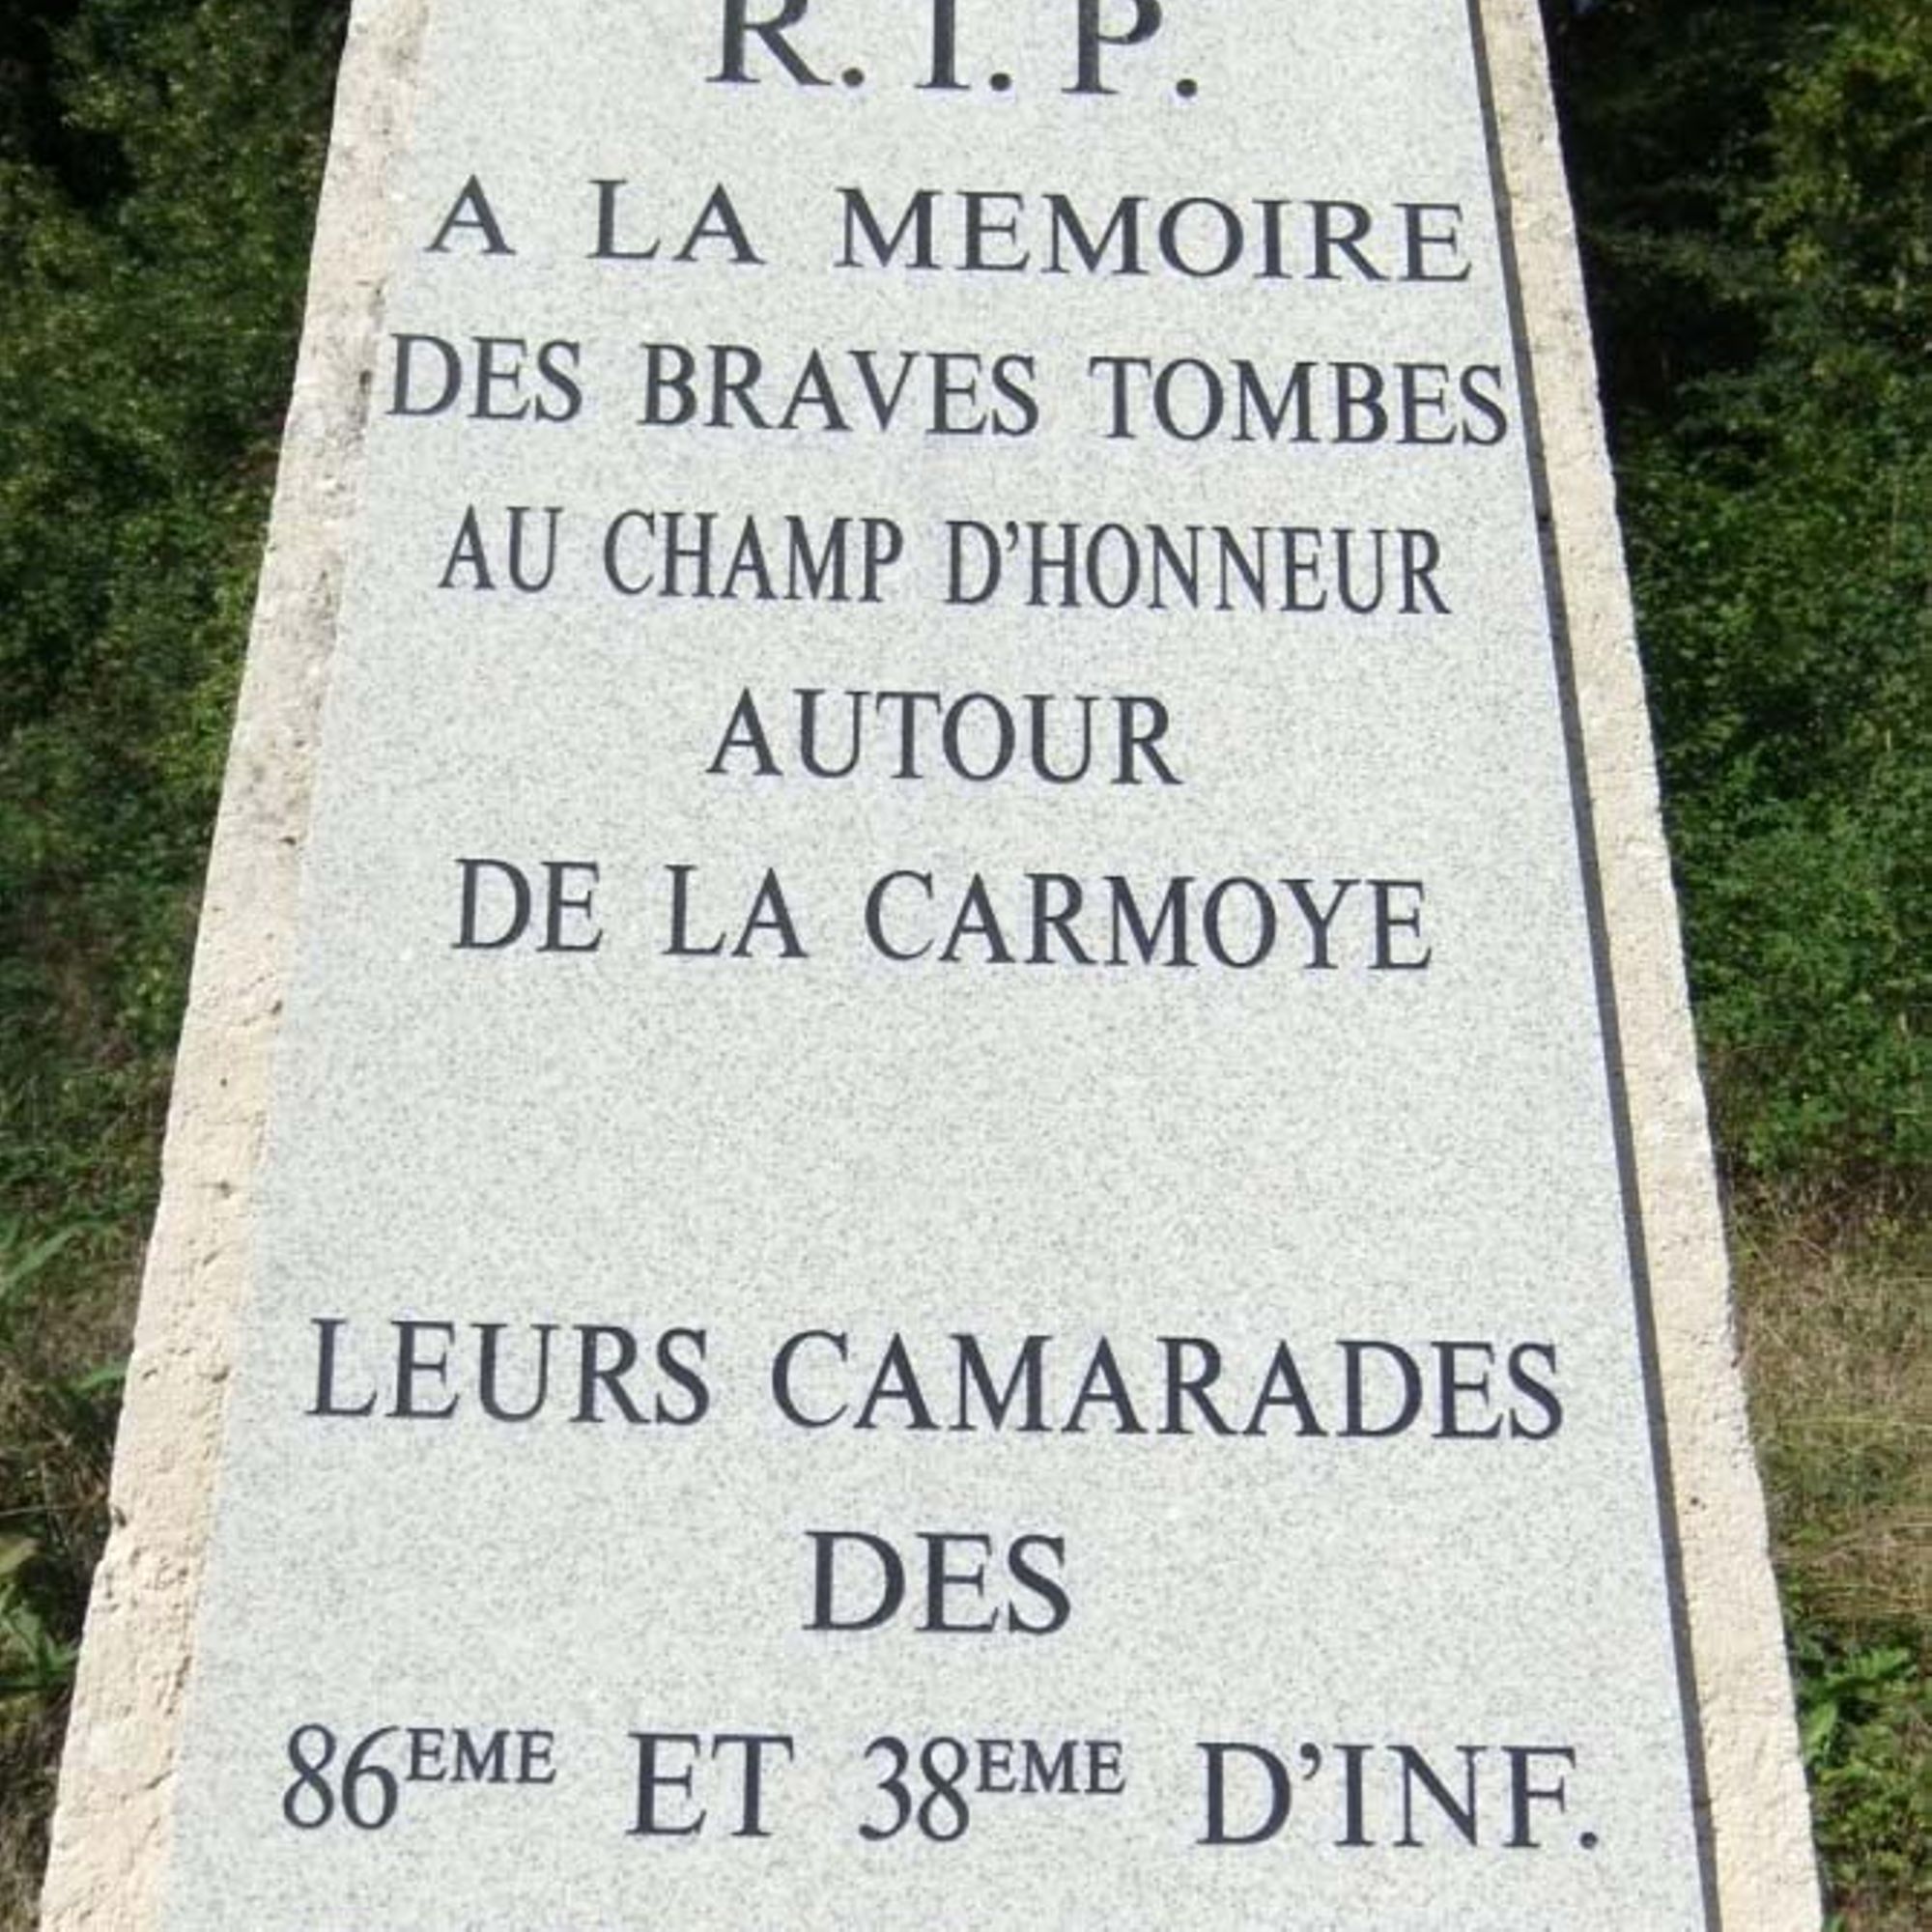 R. I. P.
A LA MEMOIRE
DES BRAVES TOMBES
AU CHAMP D'HONNEUR
AUTOUR
DE LA CARMOYE
LEURS CAMARADES
DES
86EME ET 38EME D'INF.